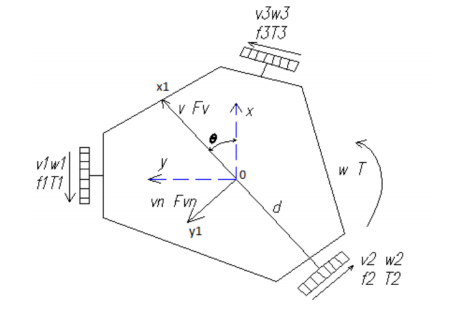 v3w3
f3T3
x1
v Fv
x
θ
v1w1
f1T1
y
0
w T
vn Fvn
d
y1
v2 w2
f2 T2